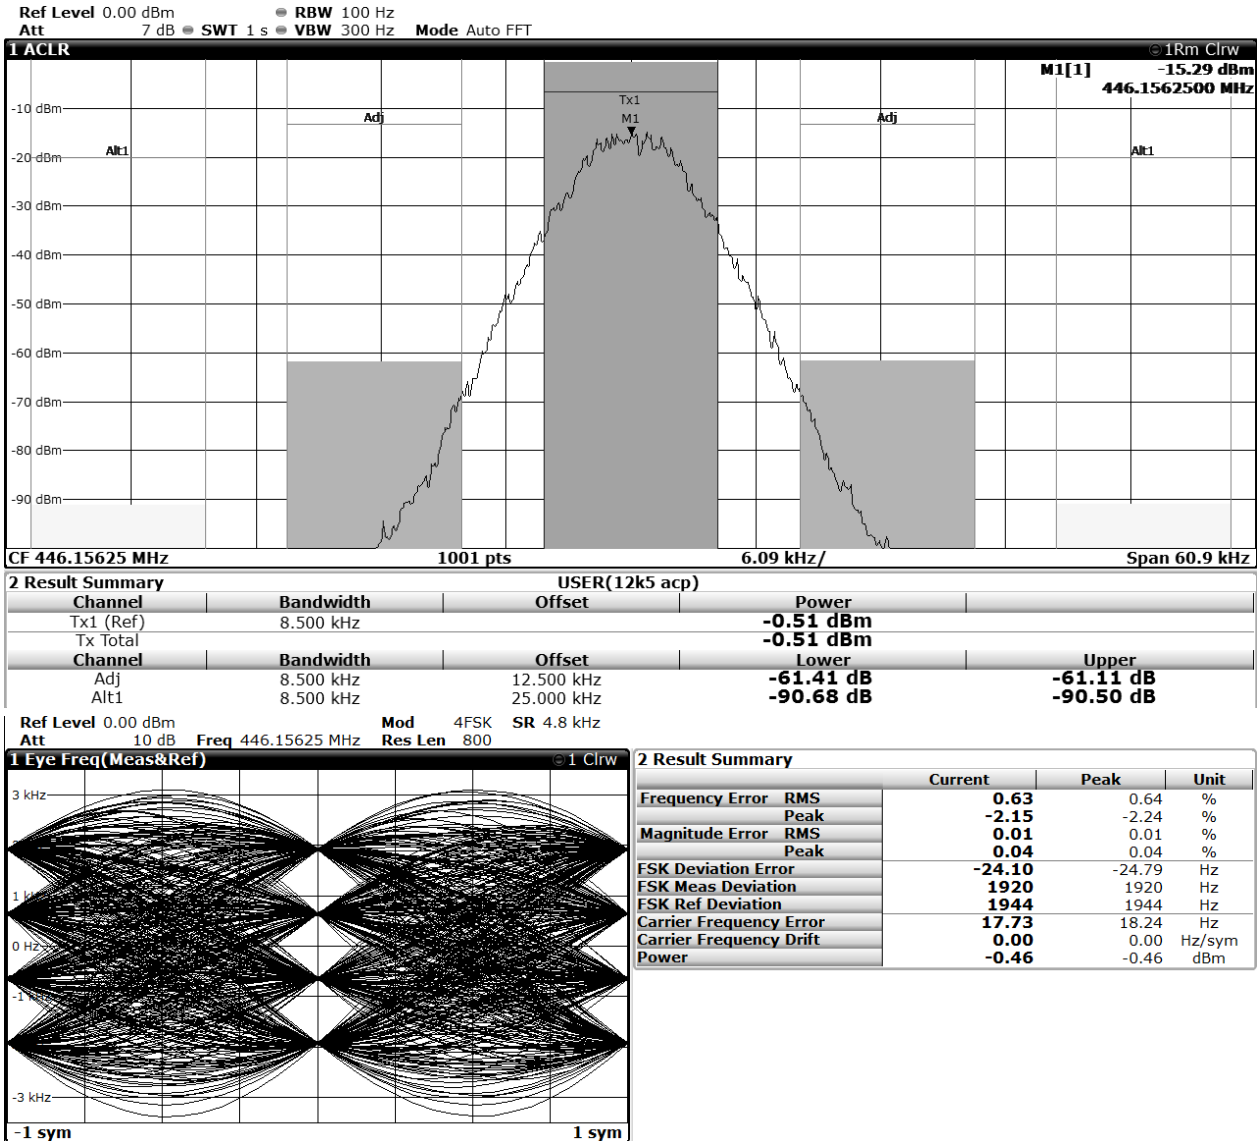 Ref Level 0.00 dBm RBW 100 Hz
Att 7 dB SWT 1 s VBW 300 Hz Mode Auto FFT
1 ACLR 1Rm Clrw
M1[1] -15.29 dBm
446.1562500 MHz
Tx1
M1
Adj Adj
Alt1 Alt1
-10 dBm
-20 dBm
-30 dBm
-40 dBm
-50 dBm
-60 dBm
-70 dBm
-80 dBm
-90 dBm
CF 446.15625 MHz 1001 pts 6.09 kHz/ Span 60.9 kHz
2 Result Summary USER(12k5 acp)
Channel Bandwidth Offset Power
Tx1 (Ref) 8.500 kHz -0.51 dBm
Tx Total -0.51 dBm
Channel Bandwidth Offset Lower Upper
Adj 8.500 kHz 12.500 kHz -61.41 dB -61.11 dB
Alt1 8.500 kHz 25.000 kHz -90.68 dB -90.50 dB
Ref Level 0.00 dBm Mod 4FSK SR 4.8 kHz
Att 10 dB Freq 446.15625 MHz Res Len 800
1 Eye Freq(Meas&Ref) 1 Clrw
3 kHz
1 kHz
0 Hz
-1 kHz
-3 kHz
-1 sym 1 sym
2 Result Summary
Current Peak Unit
Frequency Error RMS 0.63 0.64 %
Peak -2.15 -2.24 %
Magnitude Error RMS 0.01 0.01 %
Peak 0.04 0.04 %
FSK Deviation Error -24.10 -24.79 Hz
FSK Meas Deviation 1920 1920 Hz
FSK Ref Deviation 1944 1944 Hz
Carrier Frequency Error 17.73 18.24 Hz
Carrier Frequency Drift 0.00 0.00 Hz/sym
Power -0.46 -0.46 dBm